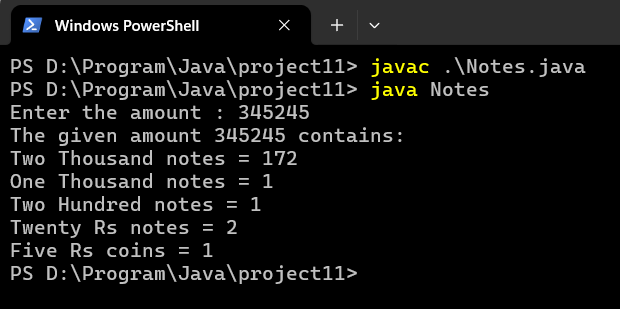 Windows PowerShell
PS D:\Program\Java\project11> javac .\Notes.java
PS D:\Program\Java\project11> java Notes
Enter the amount : 345245
The given amount 345245 contains:
Two Thousand notes = 172
One Thousand notes = 1
Two Hundred notes = 1
Twenty Rs notes = 2
Five Rs coins = 1
PS D:\Program\Java\project11>